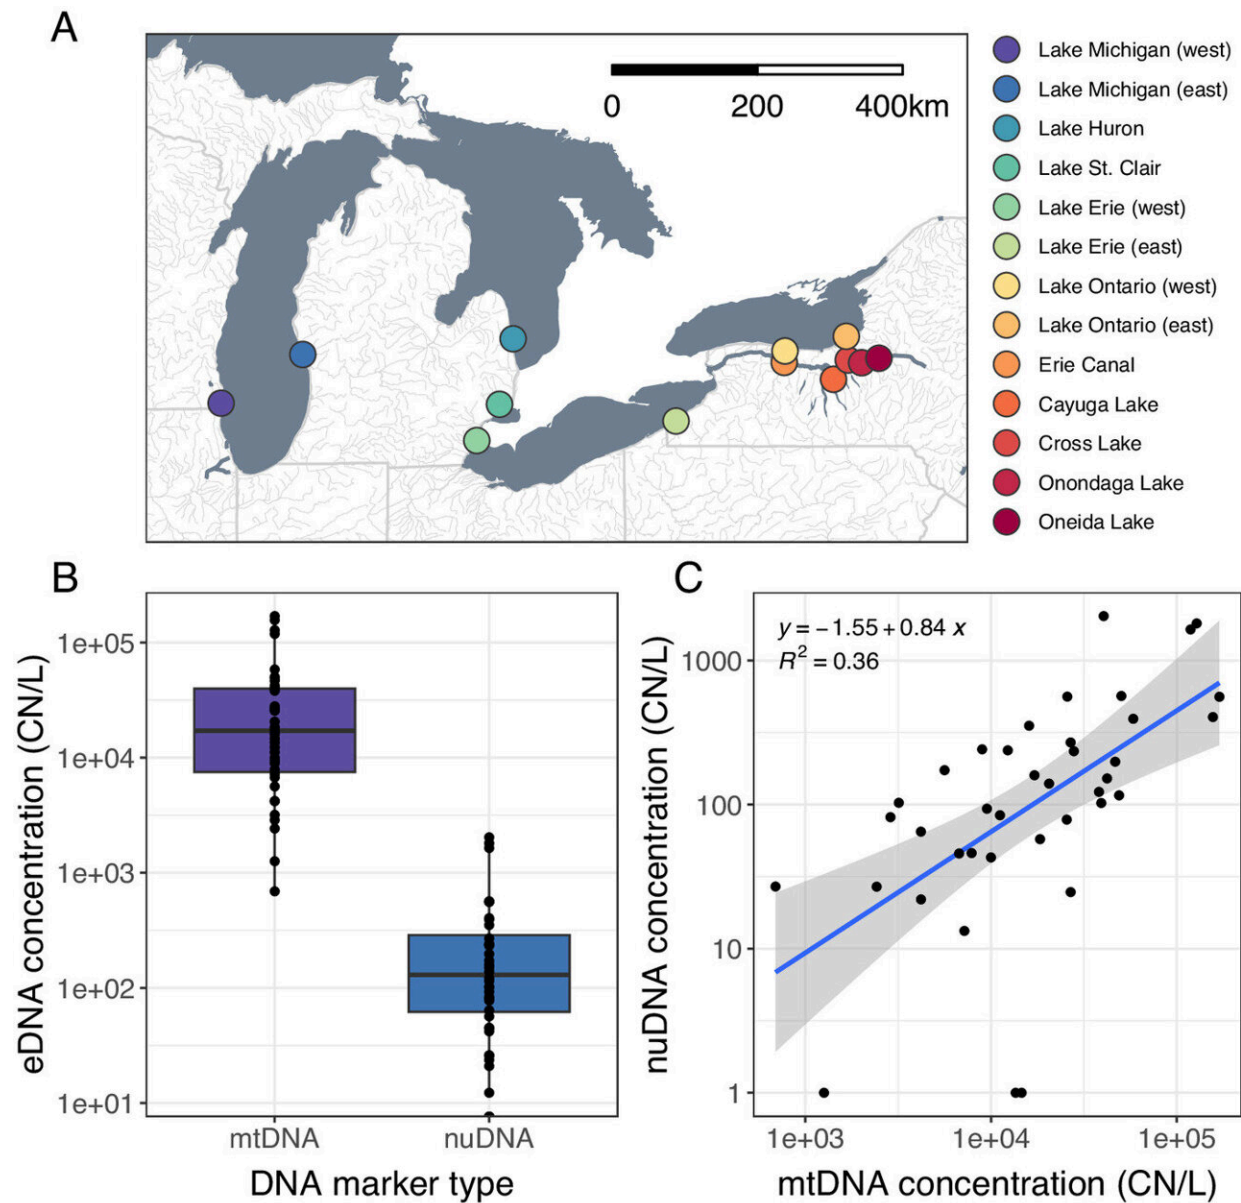 A
0 200 400km
Lake Michigan (west)
Lake Michigan (east)
Lake Huron
Lake St. Clair
Lake Erie (west)
Lake Erie (east)
Lake Ontario (west)
Lake Ontario (east)
Erie Canal
Cayuga Lake
Cross Lake
Onondaga Lake
Oneida Lake
B
eDNA concentration (CN/L)
1e+05
1e+04
1e+03
1e+02
1e+01
mtDNA nuDNA
DNA marker type
C
nuDNA concentration (CN/L)
y = −1.55 + 0.84 x
R² = 0.36
1000
100
10
1
1e+03 1e+04 1e+05
mtDNA concentration (CN/L)